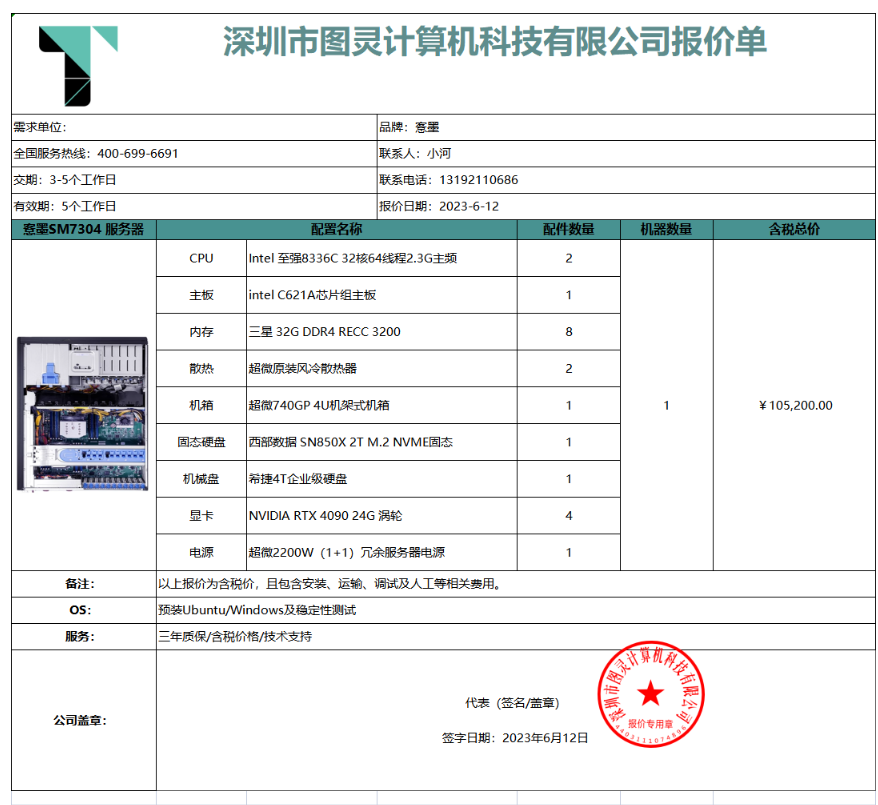 深圳市图灵计算机科技有限公司报价单
需求单位： 品牌：惷墨
全国服务热线：400-699-6691 联系人：小河
交期：3-5个工作日 联系电话：13192110686
有效期：5个工作日 报价日期：2023-6-12
惷墨SM7304 服务器 配置名称 配件数量 机器数量 含税总价
CPU Intel 至强8336C 32核64线程2.3G主频 2
主板 intel C621A芯片组主板 1
内存 三星 32G DDR4 RECC 3200 8
散热 超微原装风冷散热器 2
机箱 超微740GP 4U机架式机箱 1 1 ￥105,200.00
固态硬盘 西部数据 SN850X 2T M.2 NVME固态 1
机械盘 希捷4T企业级硬盘 1
显卡 NVIDIA RTX 4090 24G 涡轮 4
电源 超微2200W（1+1）冗余服务器电源 1
备注： 以上报价为含税价，且包含安装、运输、调试及人工等相关费用。
OS： 预装Ubuntu/Windows及稳定性测试
服务： 三年质保/含税价格/技术支持
公司盖章：
代表（签名/盖章）
签字日期：2023年6月12日
深圳市图灵计算机科技有限公司
报价专用章